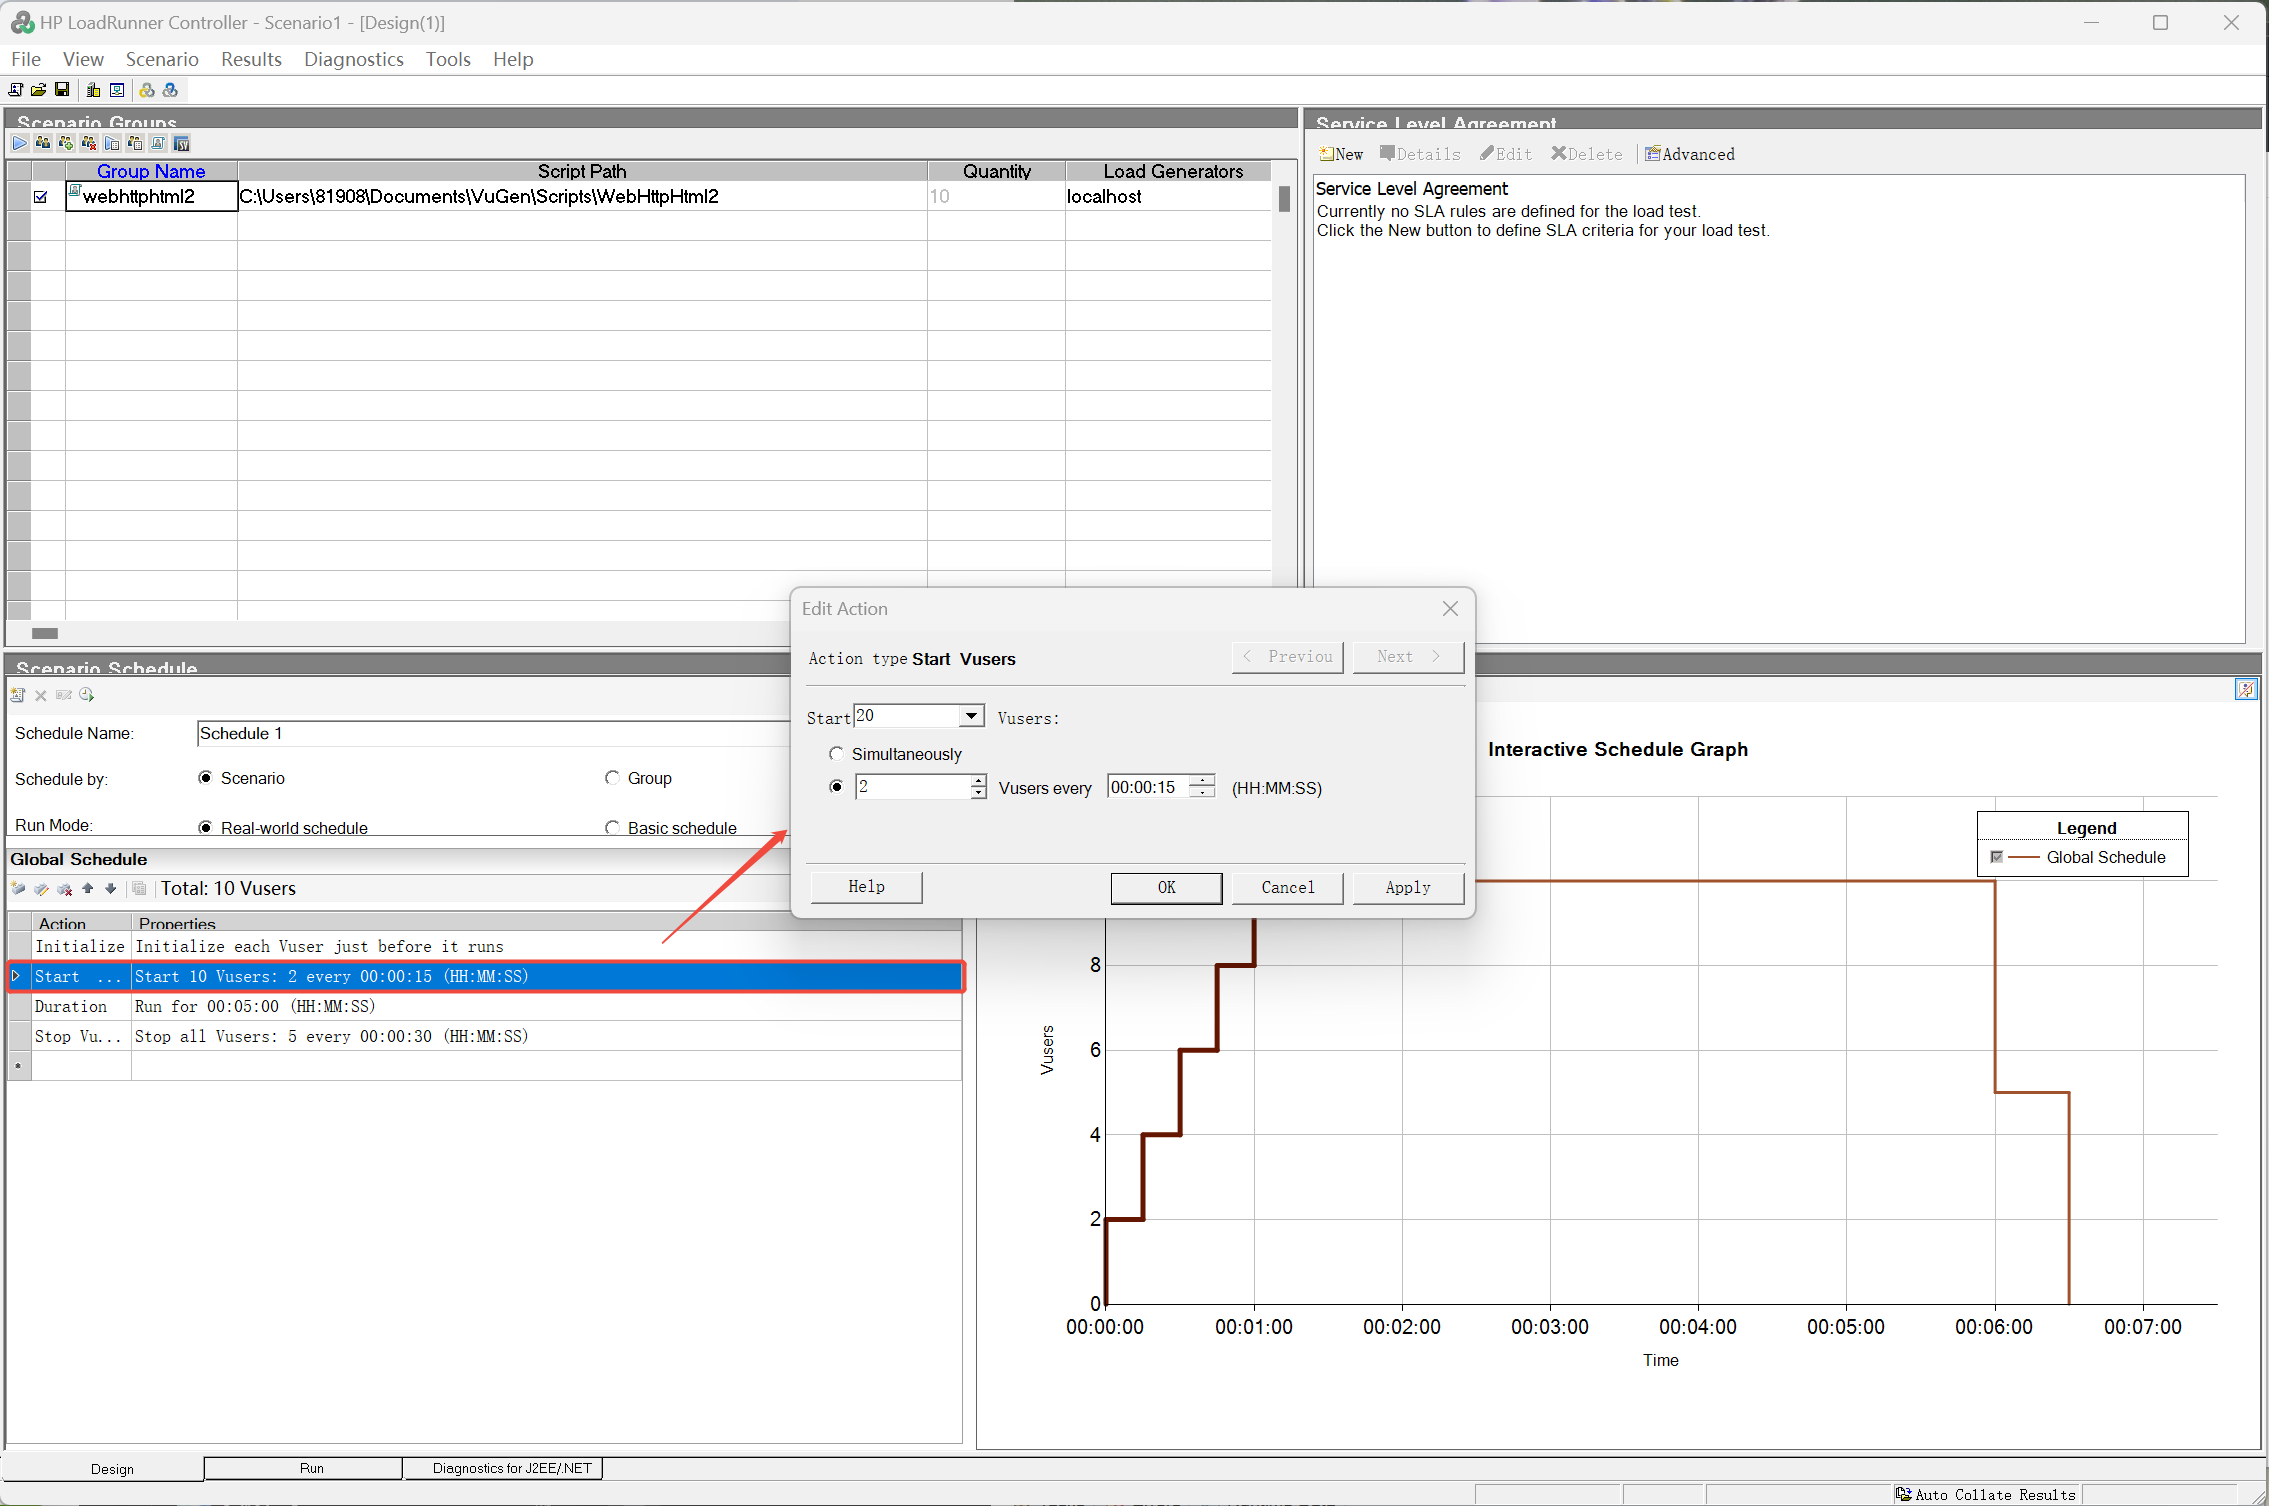 HP LoadRunner Controller - Scenario1 - [Design(1)]
File View Scenario Results Diagnostics Tools Help
Scenario Groups
Group Name Script Path Quantity Load Generators
webhttphtml2 C:\Users\81908\Documents\VuGen\Scripts\WebHttpHtml2 10 localhost
Service Level Agreement
New Details Edit Delete Advanced
Service Level Agreement
Currently no SLA rules are defined for the load test.
Click the New button to define SLA criteria for your load test.
Edit Action
Action type Start Vusers
< Previou Next >
Start 20 Vusers:
Simultaneously
2 Vusers every 00:00:15 (HH:MM:SS)
Help OK Cancel Apply
Scenario Schedule
Schedule Name: Schedule 1
Schedule by: Scenario Group
Run Mode: Real-world schedule Basic schedule
Global Schedule
Total: 10 Vusers
Action Properties
Initialize Initialize each Vuser just before it runs
Start ... Start 10 Vusers: 2 every 00:00:15 (HH:MM:SS)
Duration Run for 00:05:00 (HH:MM:SS)
Stop Vu... Stop all Vusers: 5 every 00:00:30 (HH:MM:SS)
*
Interactive Schedule Graph
Legend
Global Schedule
8
6
4
2
0
Vusers
00:00:00 00:01:00 00:02:00 00:03:00 00:04:00 00:05:00 00:06:00 00:07:00
Time
Design Run Diagnostics for J2EE/.NET
Auto Collate Results